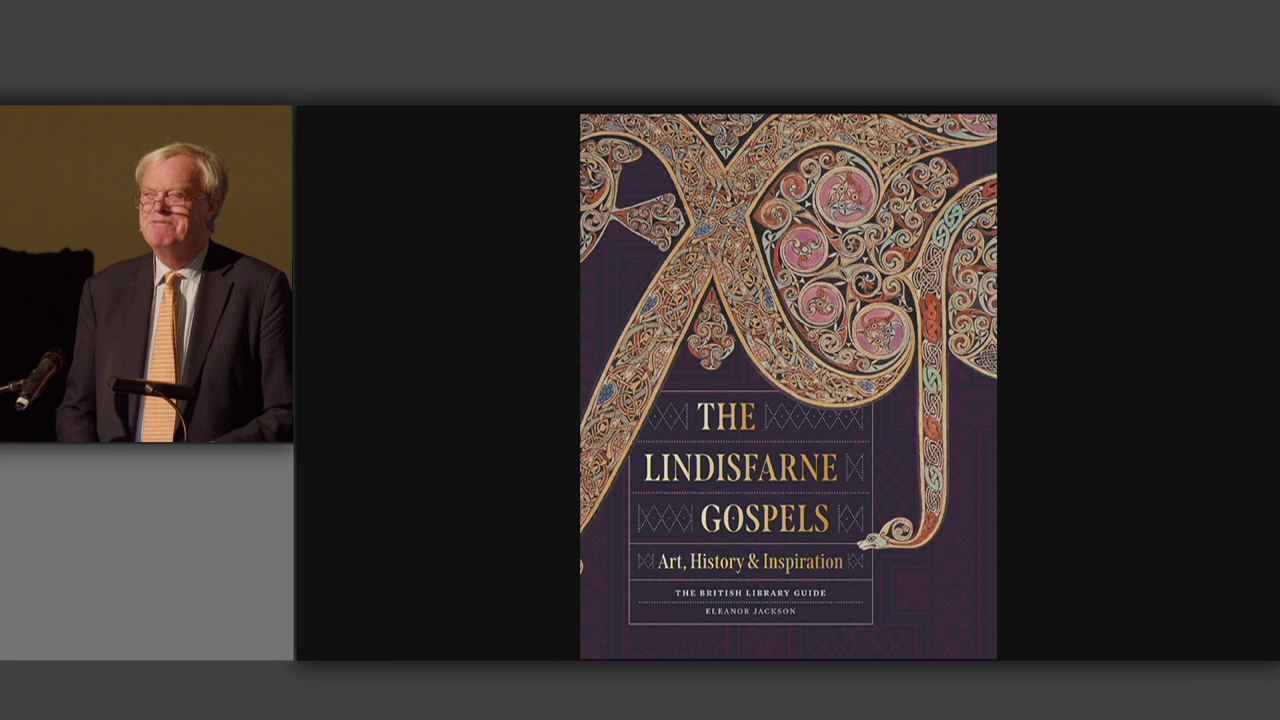 THE
LINDISFARNE
GOSPELS
Art, History & Inspiration
THE BRITISH LIBRARY GUIDE
ELEANOR JACKSON